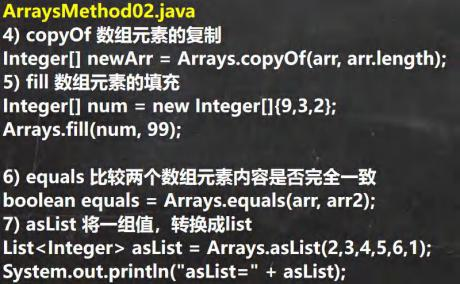 ArraysMethod02.java
4) copyOf 数组元素的复制
Integer[] newArr = Arrays.copyOf(arr, arr.length);
5) fill 数组元素的填充
Integer[] num = new Integer[]{9,3,2};
Arrays.fill(num, 99);
6) equals 比较两个数组元素内容是否完全一致
boolean equals = Arrays.equals(arr, arr2);
7) asList 将一组值，转换成list
List<Integer> asList = Arrays.asList(2,3,4,5,6,1);
System.out.println("asList=" + asList);